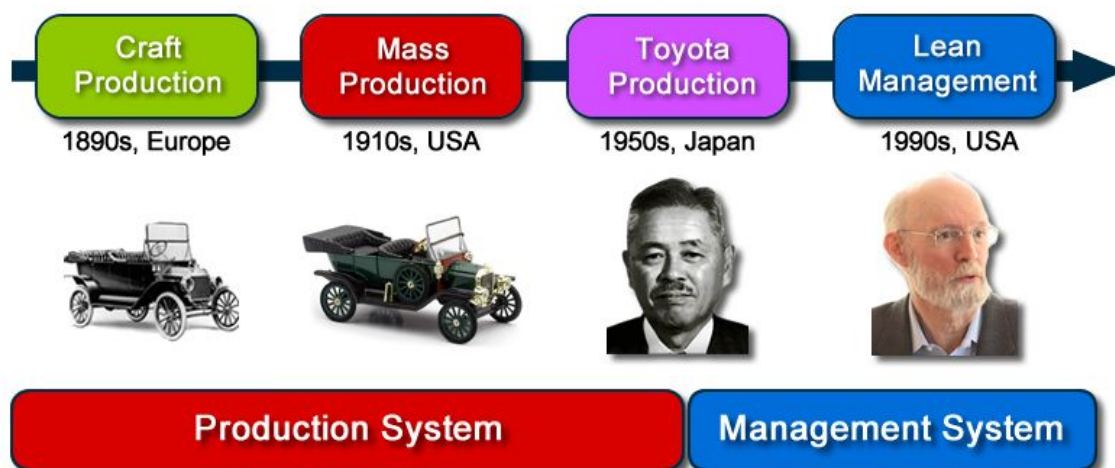 Craft
Production
Mass
Production
Toyota
Production
Lean
Management
1890s, Europe
1910s, USA
1950s, Japan
1990s, USA
Production System
Management System